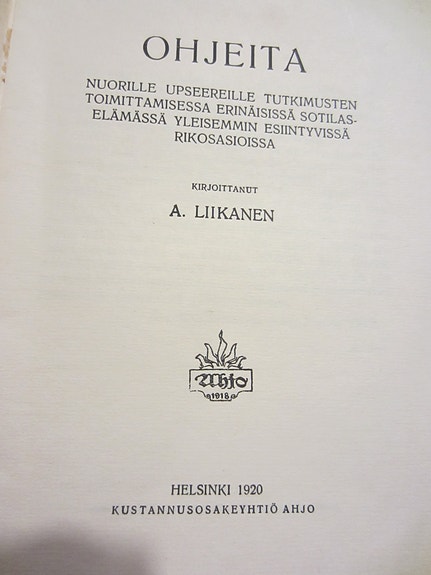 OHJEITA
NUORILLE UPSEEREILLE TUTKIMUSTEN
TOIMITTAMISESSA ERINÄISISSÄ SOTILAS-
ELÄMÄSSÄ YLEISEMMIN ESIINTYVISSÄ
RIKOSASIOISSA
KIRJOITTANUT
A. LIIKANEN
Ahjo
1918
HELSINKI 1920
KUSTANNUSOSAKEYHTIÖ AHJO